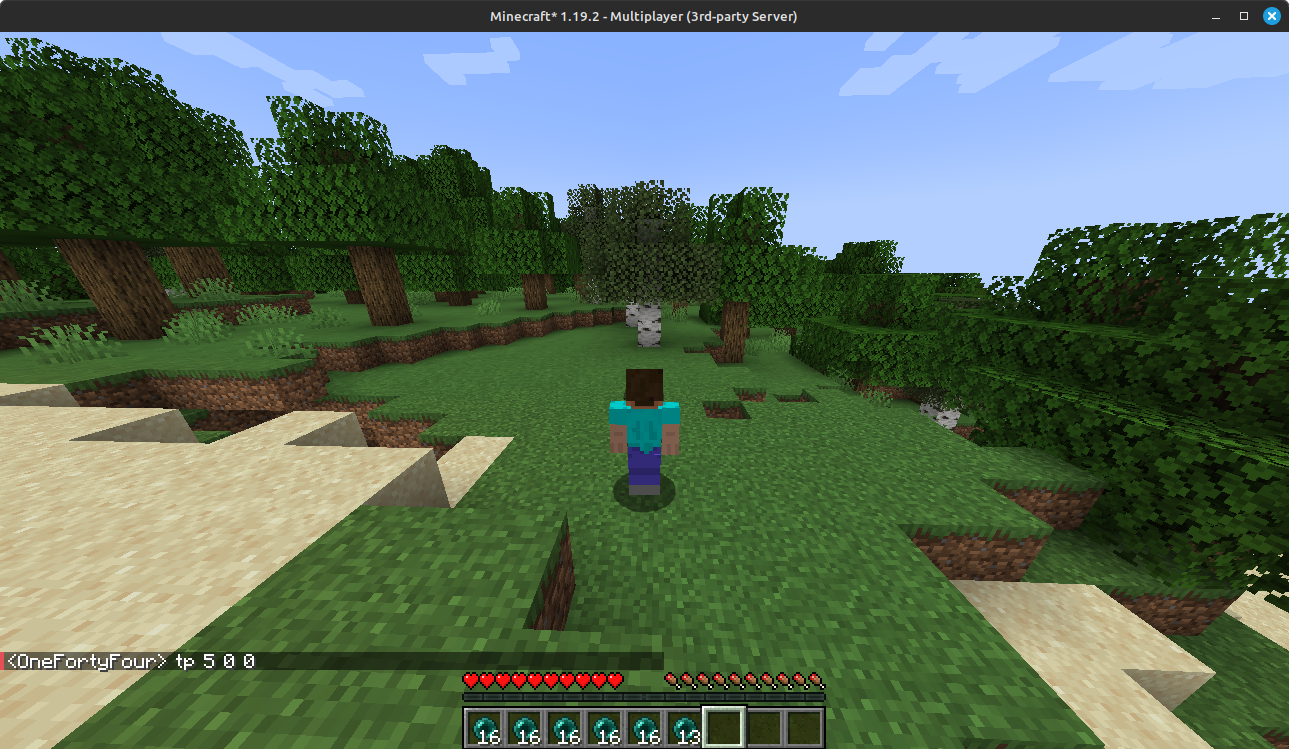 Minecraft* 1.19.2 - Multiplayer (3rd-party Server)
<OneFortyFour> tp 5 0 0
16 16 16 16 16 13